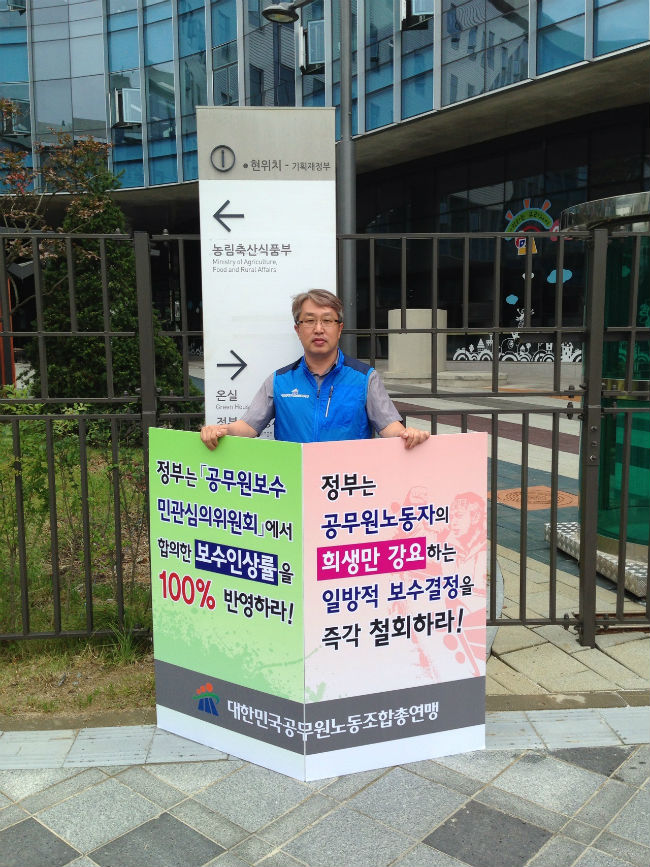 현위치 - 기획재정부
농림축산식품부
Ministry of Agriculture,
Food and Rural Affairs
온실
Green House
정부는 「공무원보수
민관심의위원회」에서
합의한 보수인상률을
100% 반영하라!
정부는
공무원노동자의
희생만 강요하는
일방적 보수결정을
즉각 철회하라!
대한민국공무원노동조합총연맹